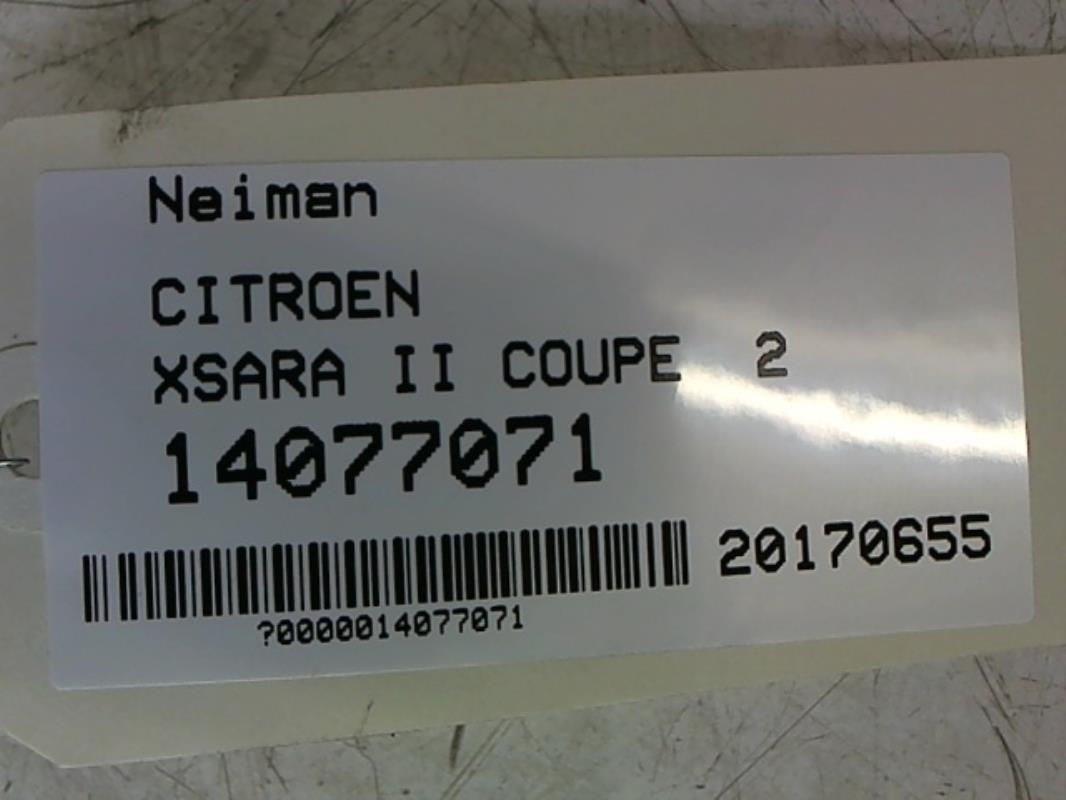 Neiman
CITROEN
XSARA II COUPE 2
14077071
20170655
?0000014077071